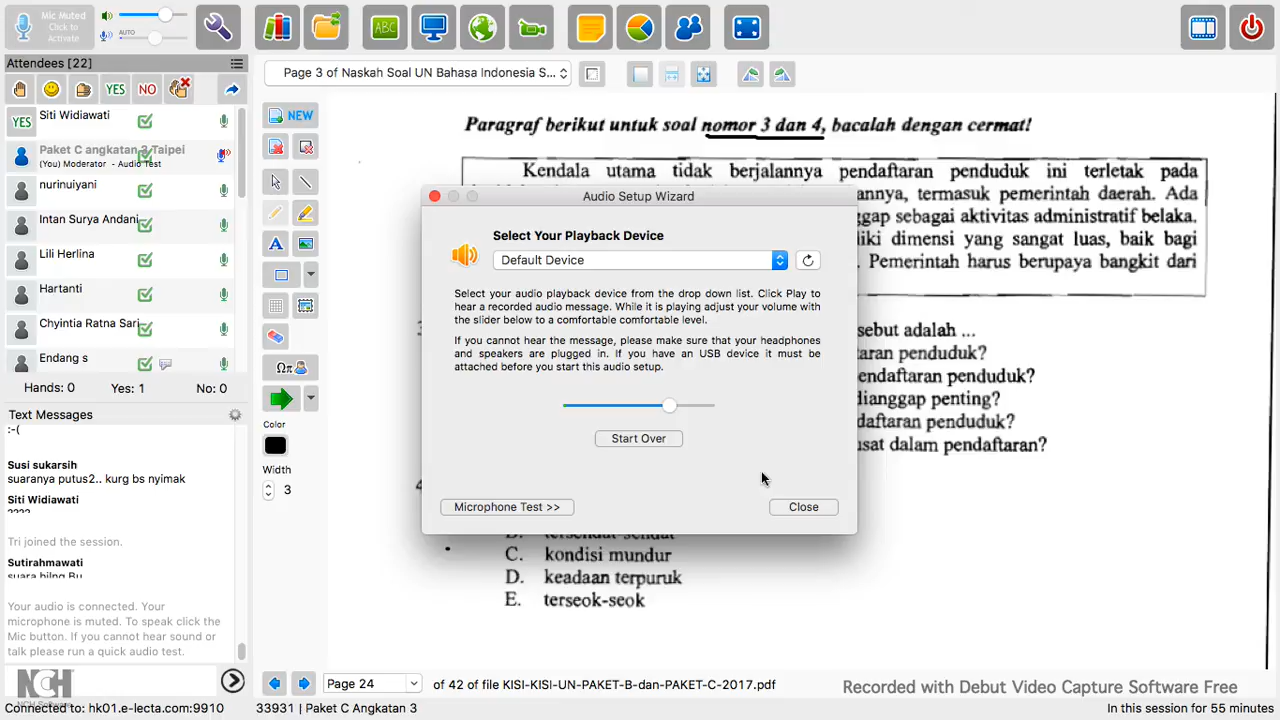 Mic Muted
Click to
Activate
AUTO
ABC
Attendees [22]
YES
NO
YES
Siti Widiawati
Paket C angkatan 3 Taipei
(You) Moderator - Audio Test
nurinuiyani
Intan Surya Andani
Lili Herlina
Hartanti
Chyintia Ratna Sari
Endang s
Hands: 0
Yes: 1
No: 0
Text Messages
:-(
Susi sukarsih
suaranya putus2.. kurg bs nyimak
Siti Widiawati
????
Tri joined the session.
Sutirahmawati
suara hilng Bu
Your audio is connected. Your
microphone is muted. To speak click the
Mic button. If you cannot hear sound or
talk please run a quick audio test.
NCH
NCH Software
Connected to: hk01.e-lecta.com:9910
Page 3 of Naskah Soal UN Bahasa Indonesia S...
NEW
A
Ωπ
Color
Width
3
Paragraf berikut untuk soal nomor 3 dan 4, bacalah dengan cermat!
Kendala utama tidak berjalannya pendaftaran penduduk ini terletak pada
annya, termasuk pemerintah daerah. Ada
ggap sebagai aktivitas administratif belaka.
iki dimensi yang sangat luas, baik bagi
. Pemerintah harus berupaya bangkit dari
Audio Setup Wizard
Select Your Playback Device
Default Device
Select your audio playback device from the drop down list. Click Play to
hear a recorded audio message. While it is playing adjust your volume with
the slider below to a comfortable comfortable level.
If you cannot hear the message, please make sure that your headphones
and speakers are plugged in. If you have an USB device it must be
attached before you start this audio setup.
Start Over
Microphone Test >>
Close
sebut adalah ...
aran penduduk?
endaftaran penduduk?
dianggap penting?
daftaran penduduk?
usat dalam pendaftaran?
B. tersendat-sendat
C. kondisi mundur
D. keadaan terpuruk
E. terseok-seok
Page 24
of 42 of file KISI-KISI-UN-PAKET-B-dan-PAKET-C-2017.pdf
Recorded with Debut Video Capture Software Free
33931 | Paket C Angkatan 3
In this session for 55 minutes